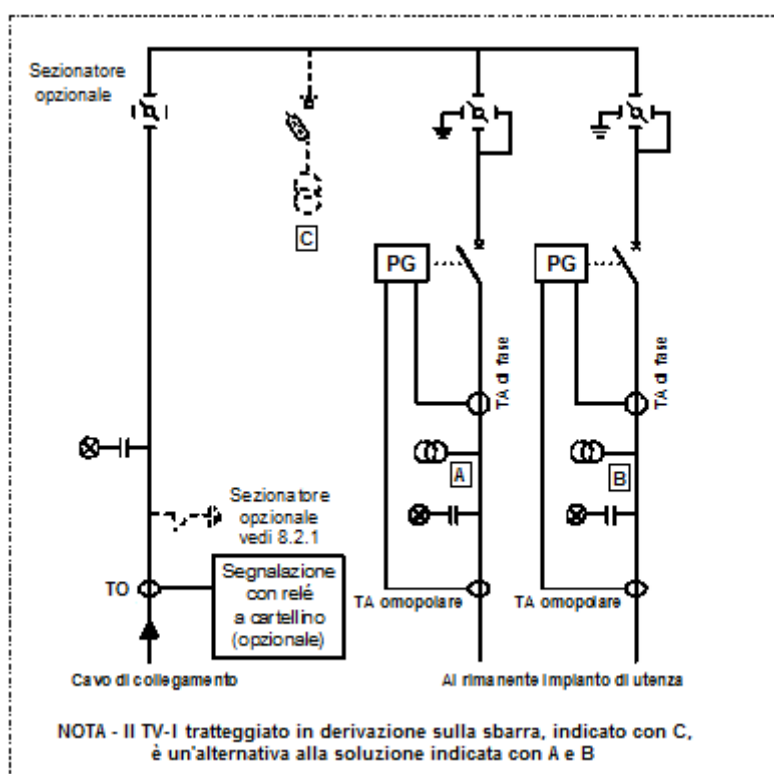 Sezionatore
opzionale
C
PG
PG
TA di fase
TA di fase
A
B
Sezionatore
opzionale
vedi 8.2.1
TO
Segnalazione
con relé
a cartellino
(opzionale)
TA omopolare
TA omopolare
Cavo di collegamento
Al rimanente impianto di utenza
NOTA - Il TV-I tratteggiato in derivazione sulla sbarra, indicato con C,
è un'alternativa alla soluzione indicata con A e B